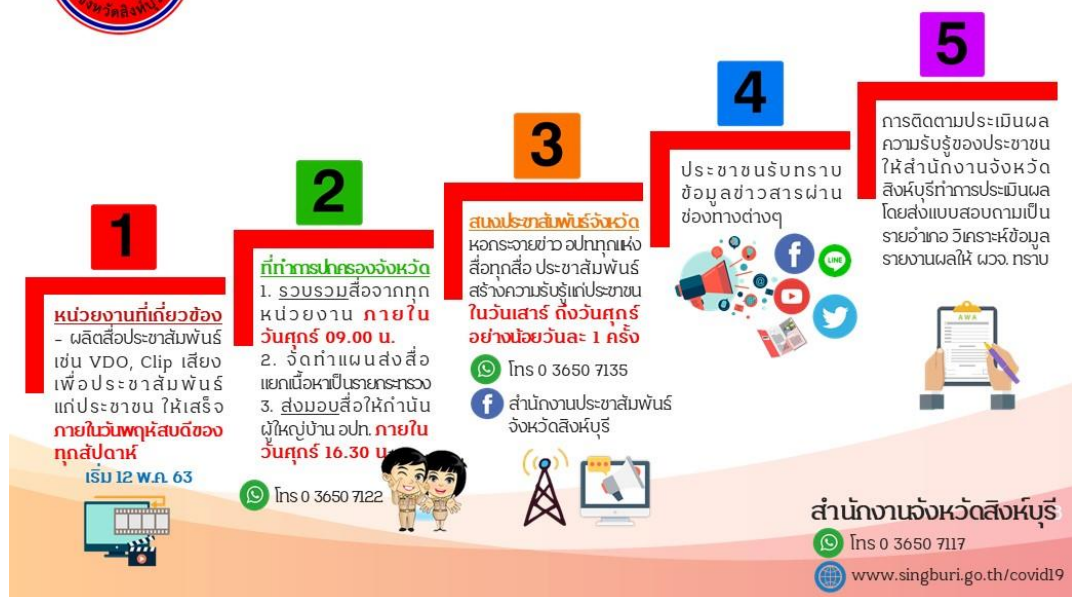 จังหวัดสิงห์บุรี
1
หน่วยงานที่เกี่ยวข้อง
- ผลิตสื่อประชาสัมพันธ์
เช่น VDO, Clip เสียง
เพื่อประชาสัมพันธ์
แก่ประชาชน ให้เสร็จ
ภายในวันพฤหัสบดีของ
ทุกสัปดาห์
เริ่ม 12 พ.ค. 63
2
ที่ทำการปกครองจังหวัด
1. รวบรวมสื่อจากทุก
หน่วยงาน ภายใน
วันศุกร์ 09.00 น.
2. จัดทำแผนส่งสื่อ
แยกเนื้อหาเป็นรายกระทรวง
3. ส่งมอบสื่อให้กำนัน
ผู้ใหญ่บ้าน อปท. ภายใน
วันศุกร์ 16.30 น.
โทร 0 3650 7122
3
สนง.ประชาสัมพันธ์จังหวัด
หอกระจายข่าว อปททุกแห่ง
สื่อทุกสื่อ ประชาสัมพันธ์
สร้างความรับรู้แก่ประชาชน
ในวันเสาร์ ถึงวันศุกร์
อย่างน้อยวันละ 1 ครั้ง
โทร 0 3650 7135
สำนักงานประชาสัมพันธ์
จังหวัดสิงห์บุรี
4
ประชาชนรับทราบ
ข้อมูลข่าวสารผ่าน
ช่องทางต่างๆ
LINE
5
การติดตามประเมินผล
ความรับรู้ของประชาชน
ให้สำนักงานจังหวัด
สิงห์บุรีทำการประเมินผล
โดยส่งแบบสอบถามเป็น
รายอำเภอ วิเคราะห์ข้อมูล
รายงานผลให้ ผวจ. ทราบ
AWA
สำนักงานจังหวัดสิงห์บุรี
โทร 0 3650 7117
www.singburi.go.th/covid19